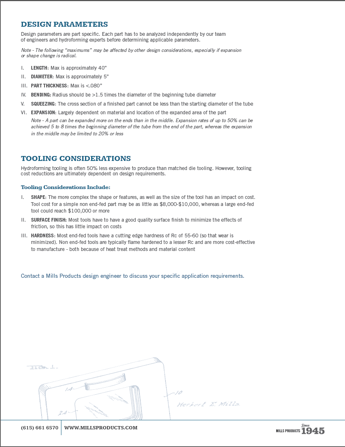 DESIGN PARAMETERS
Design parameters are part specific. Each part has to be analyzed independently by our team
of engineers and hydroforming experts before determining applicable parameters.
Note - The following "maximums" may be affected by other design considerations, especially if expansion
or shape change is radical.
I. LENGTH: Max is approximately 40"
II. DIAMETER: Max is approximately 5"
III. PART THICKNESS: Max is <.080"
IV. BENDING: Radius should be >1.5 times the diameter of the beginning tube diameter
V. SQUEEZING: The cross section of a finished part cannot be less than the starting diameter of the tube
VI. EXPANSION: Largely dependent on material and location of the expanded area of the part
Note - A part can be expanded more on the ends than in the middle. Expansion rates of up to 50% can be
achieved 5 to 8 times the beginning diameter of the tube from the end of the part, whereas the expansion
in the middle may be limited to 20% or less
TOOLING CONSIDERATIONS
Hydroforming tooling is often 50% less expensive to produce than matched die tooling. However, tooling
cost reductions are ultimately dependent on design requirements.
Tooling Considerations Include:
I. SHAPE: The more complex the shape or features, as well as the size of the tool has an impact on cost.
Tool cost for a simple non end-fed part may be as little as $8,000-$10,000, whereas a large end-fed
tool could reach $100,000 or more
II. SURFACE FINISH: Most tools have to have a good quality surface finish to minimize the effects of
friction, so this has little impact on costs
III. HARDNESS: Most end-fed tools have a cutting edge hardness of Rc of 55-60 (so that wear is
minimized). Non end-fed tools are typically flame hardened to a lesser Rc and are more cost-effective
to manufacture - both because of heat treat methods and material content
Contact a Mills Products design engineer to discuss your specific application requirements.
(615) 661 6570 WWW.MILLSPRODUCTS.COM
MILLS PRODUCTS Since 1945